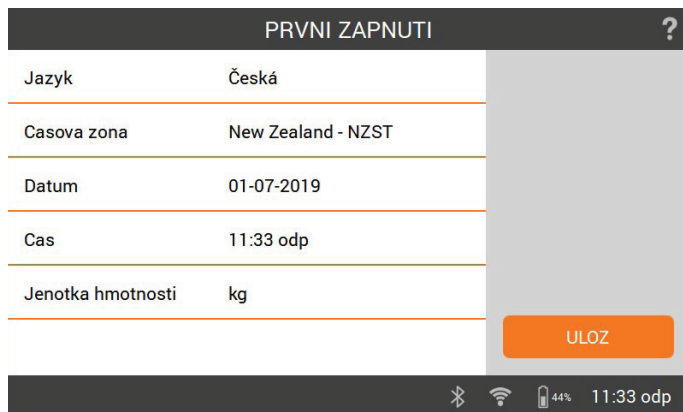 PRVNI ZAPNUTI ?
Jazyk Česká
Casova zona New Zealand - NZST
Datum 01-07-2019
Cas 11:33 odp
Jenotka hmotnosti kg
ULOZ
44% 11:33 odp